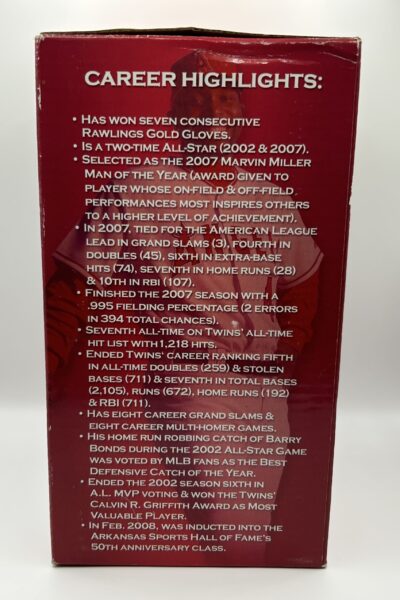 CAREER HIGHLIGHTS:
• HAS WON SEVEN CONSECUTIVE
RAWLINGS GOLD GLOVES.
• IS A TWO-TIME ALL-STAR (2002 & 2007).
• SELECTED AS THE 2007 MARVIN MILLER
MAN OF THE YEAR (AWARD GIVEN TO
PLAYER WHOSE ON-FIELD & OFF-FIELD
PERFORMANCES MOST INSPIRES OTHERS
TO A HIGHER LEVEL OF ACHIEVEMENT).
• IN 2007, TIED FOR THE AMERICAN LEAGUE
LEAD IN GRAND SLAMS (3), FOURTH IN
DOUBLES (45), SIXTH IN EXTRA-BASE
HITS (74), SEVENTH IN HOME RUNS (28)
& 10TH IN RBI (107).
• FINISHED THE 2007 SEASON WITH A
.995 FIELDING PERCENTAGE (2 ERRORS
IN 394 TOTAL CHANCES).
• SEVENTH ALL-TIME ON TWINS' ALL-TIME
HIT LIST WITH 1,218 HITS.
• ENDED TWINS' CAREER RANKING FIFTH
IN ALL-TIME DOUBLES (259) & STOLEN
BASES (711) & SEVENTH IN TOTAL BASES
(2,105), RUNS (672), HOME RUNS (192)
& RBI (711).
• HAS EIGHT CAREER GRAND SLAMS &
EIGHT CAREER MULTI-HOMER GAMES.
• HIS HOME RUN ROBBING CATCH OF BARRY
BONDS DURING THE 2002 ALL-STAR GAME
WAS VOTED BY MLB FANS AS THE BEST
DEFENSIVE CATCH OF THE YEAR.
• ENDED THE 2002 SEASON SIXTH IN
A.L. MVP VOTING & WON THE TWINS'
CALVIN R. GRIFFITH AWARD AS MOST
VALUABLE PLAYER.
• IN FEB. 2008, WAS INDUCTED INTO THE
ARKANSAS SPORTS HALL OF FAME'S
50TH ANNIVERSARY CLASS.